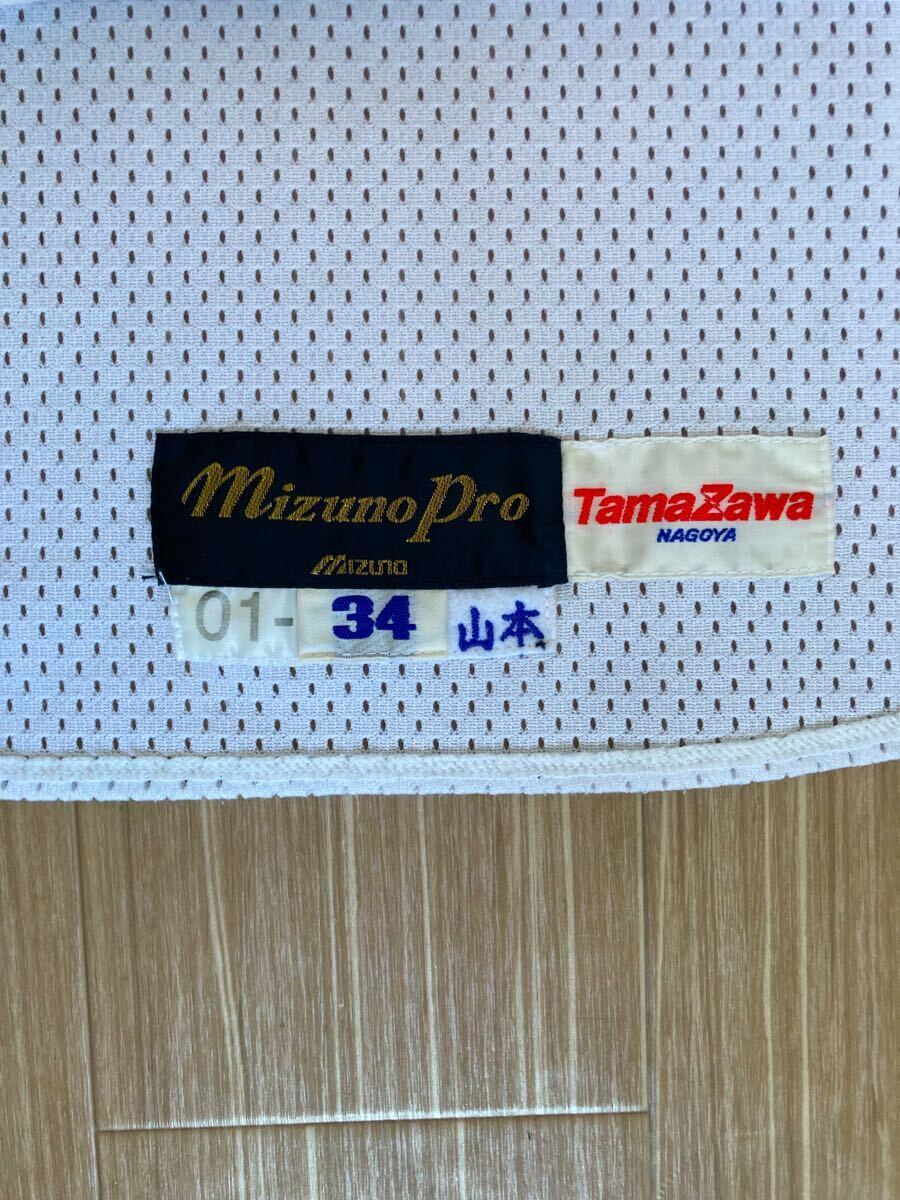 Mizuno Pro
Mizuno
TamaZawa
NAGOYA
01- 34 山本